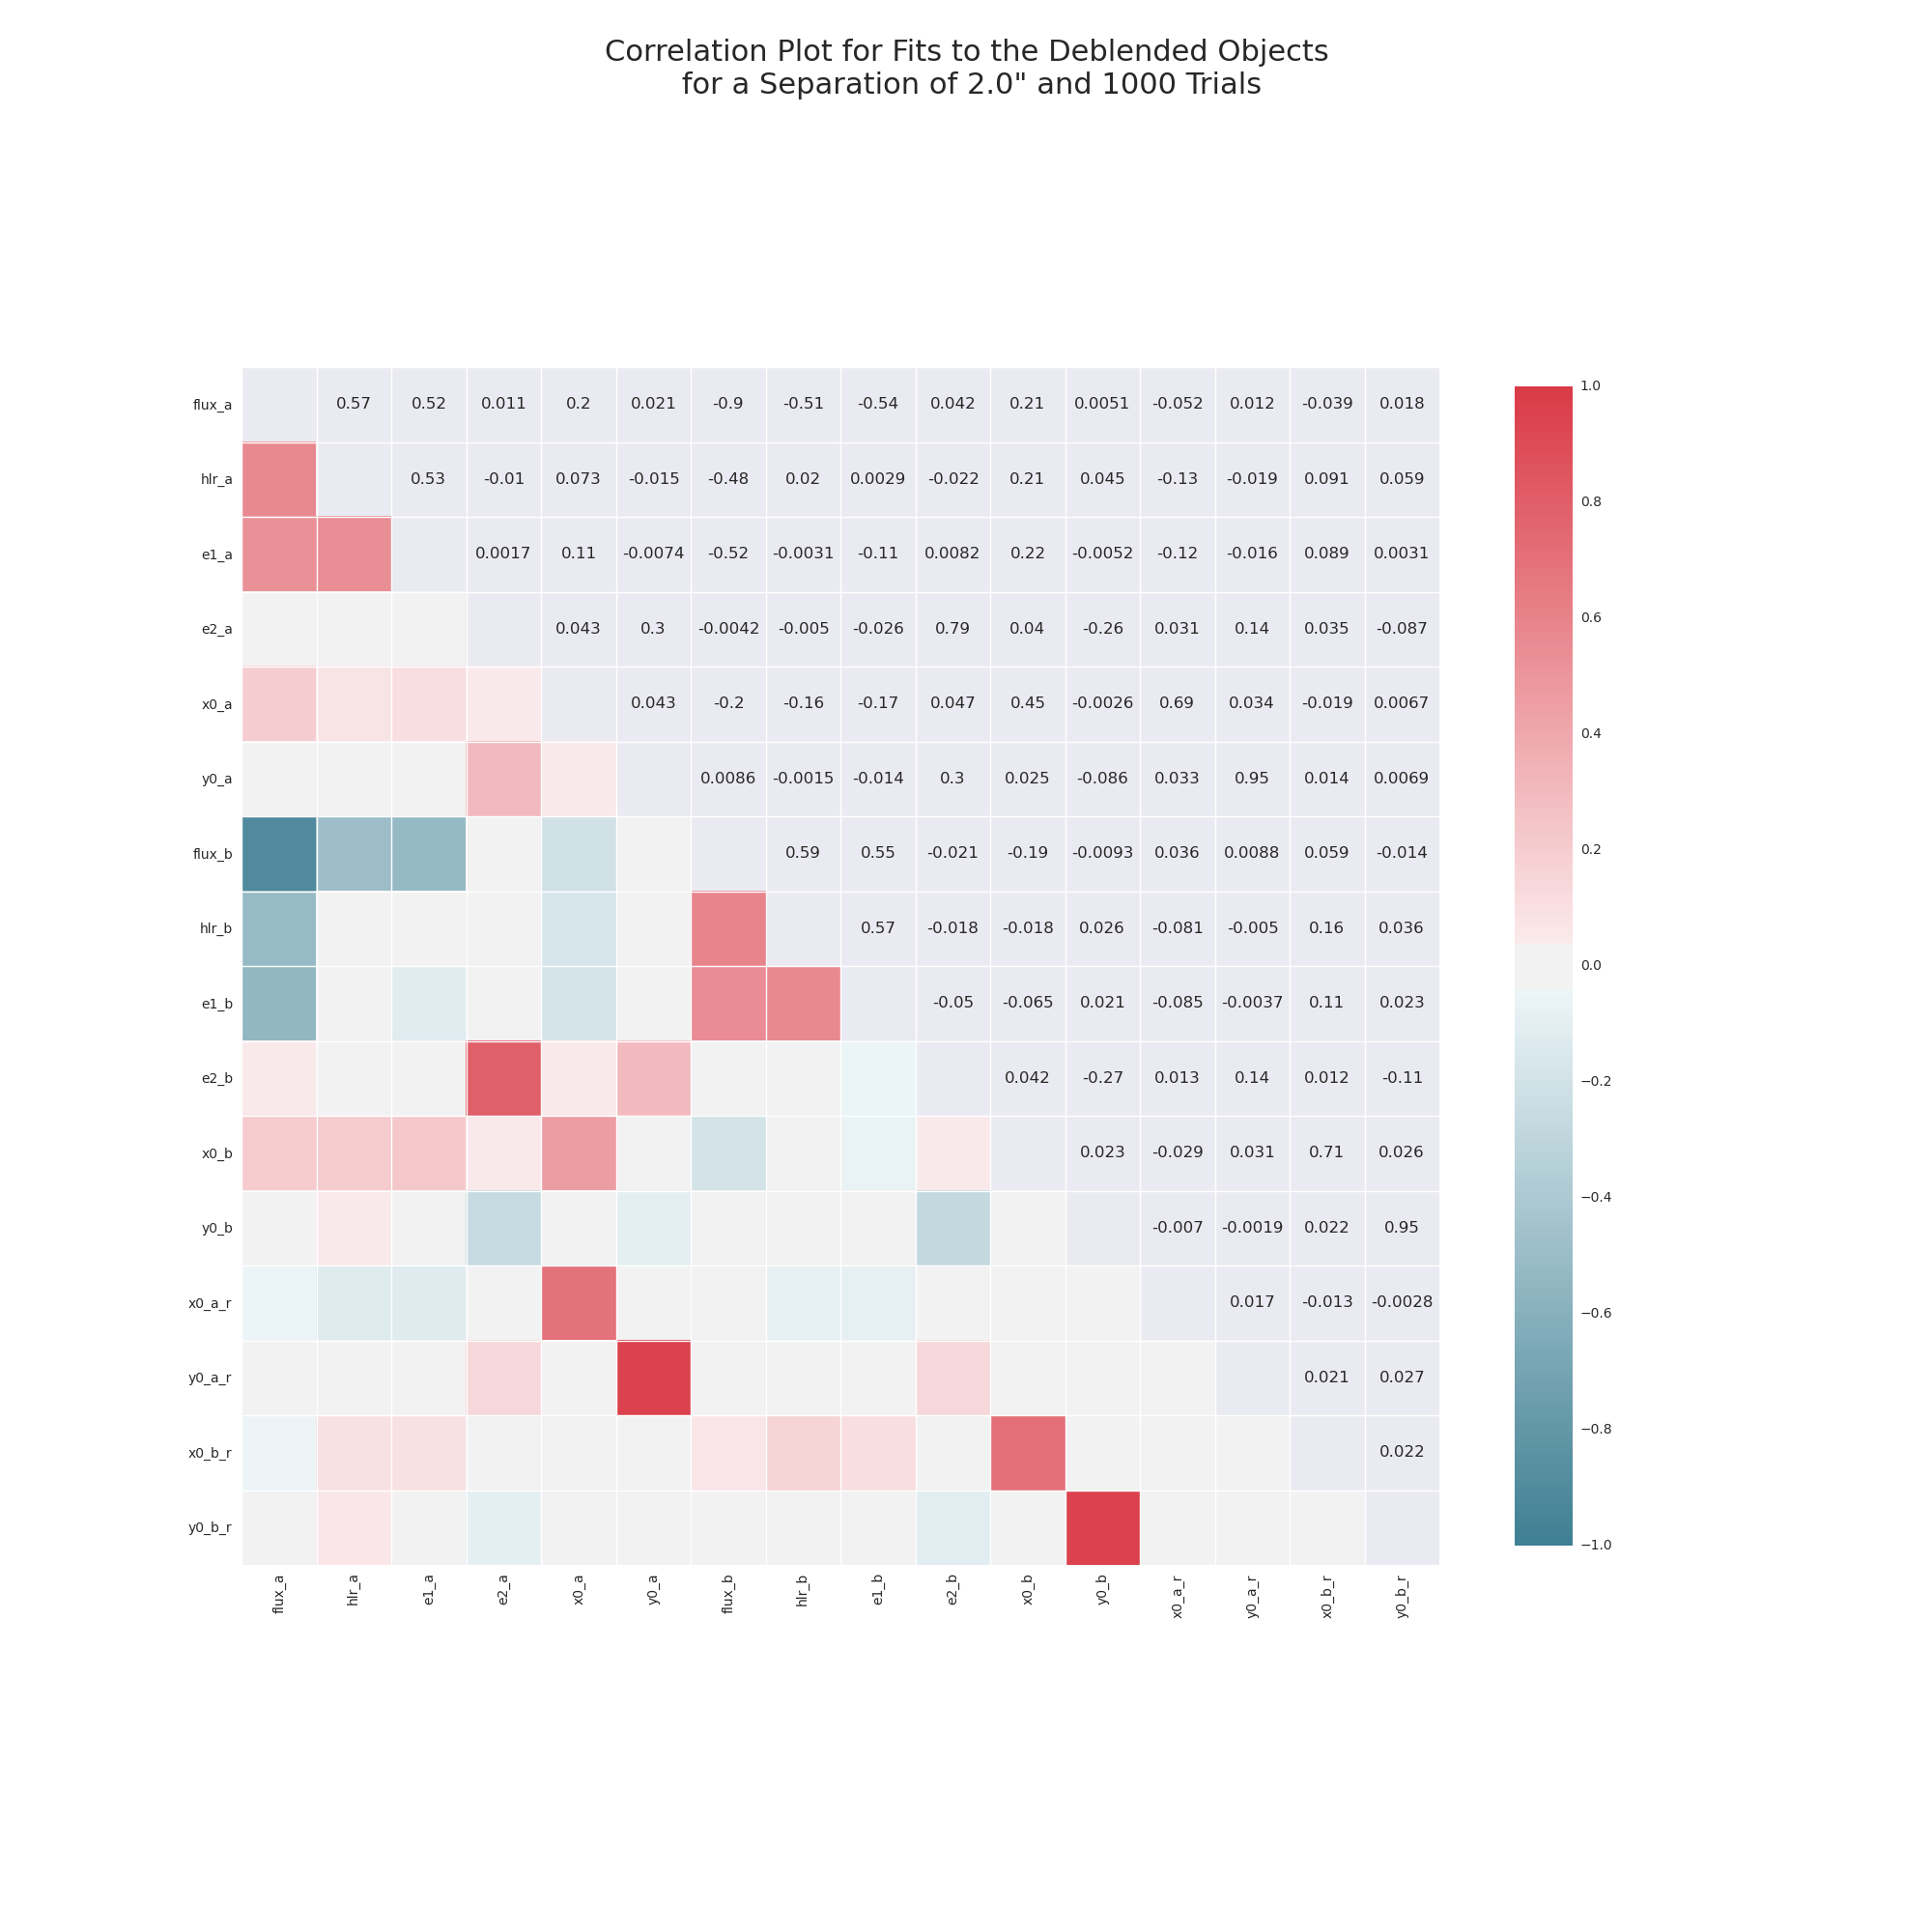 Correlation Plot for Fits to the Deblended Objects
for a Separation of 2.0" and 1000 Trials
flux_a 0.57 0.52 0.011 0.2 0.021 -0.9 -0.51 -0.54 0.042 0.21 0.0051 -0.052 0.012 -0.039 0.018
hlr_a 0.53 -0.01 0.073 -0.015 -0.48 0.02 0.0029 -0.022 0.21 0.045 -0.13 -0.019 0.091 0.059
e1_a 0.0017 0.11 -0.0074 -0.52 -0.0031 -0.11 0.0082 0.22 -0.0052 -0.12 -0.016 0.089 0.0031
e2_a 0.043 0.3 -0.0042 -0.005 -0.026 0.79 0.04 -0.26 0.031 0.14 0.035 -0.087
x0_a 0.043 -0.2 -0.16 -0.17 0.047 0.45 -0.0026 0.69 0.034 -0.019 0.0067
y0_a 0.0086 -0.0015 -0.014 0.3 0.025 -0.086 0.033 0.95 0.014 0.0069
flux_b 0.59 0.55 -0.021 -0.19 -0.0093 0.036 0.0088 0.059 -0.014
hlr_b 0.57 -0.018 -0.018 0.026 -0.081 -0.005 0.16 0.036
e1_b -0.05 -0.065 0.021 -0.085 -0.0037 0.11 0.023
e2_b 0.042 -0.27 0.013 0.14 0.012 -0.11
x0_b 0.023 -0.029 0.031 0.71 0.026
y0_b -0.007 -0.0019 0.022 0.95
x0_a_r 0.017 -0.013 -0.0028
y0_a_r 0.021 0.027
x0_b_r 0.022
y0_b_r
flux_a hlr_a e1_a e2_a x0_a y0_a flux_b hlr_b e1_b e2_b x0_b y0_b x0_a_r y0_a_r x0_b_r y0_b_r
1.0
0.8
0.6
0.4
0.2
0.0
−0.2
−0.4
−0.6
−0.8
−1.0